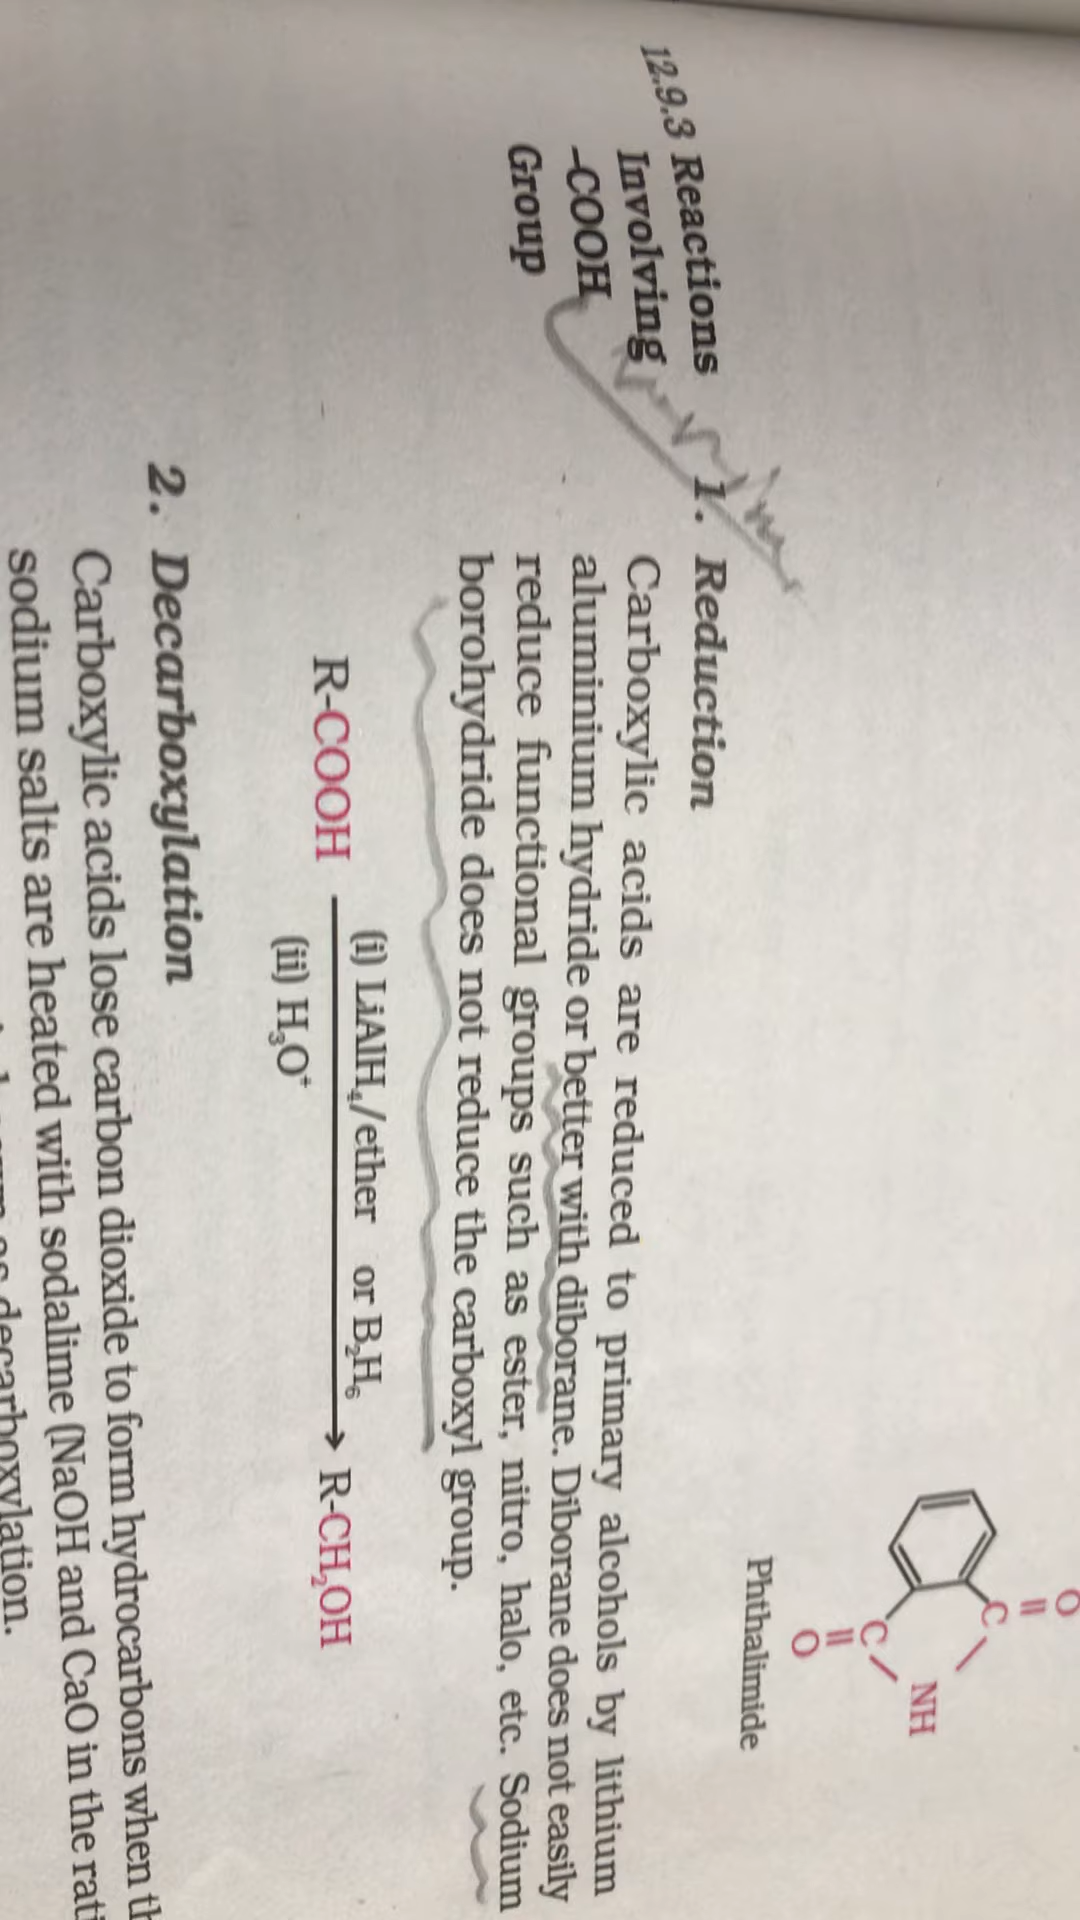 O
||
C
NH
C
||
O
Phthalimide
12.9.3 Reactions
Involving
-COOH
Group
1. Reduction
Carboxylic acids are reduced to primary alcohols by lithium
aluminium hydride or better with diborane. Diborane does not easily
reduce functional groups such as ester, nitro, halo, etc. Sodium
borohydride does not reduce the carboxyl group.
(i) LiAlH₄/ether or B₂H₆
R-COOH → R-CH₂OH
(ii) H₃O⁺
2. Decarboxylation
Carboxylic acids lose carbon dioxide to form hydrocarbons when th
sodium salts are heated with sodalime (NaOH and CaO in the rati
as decarboxylation.